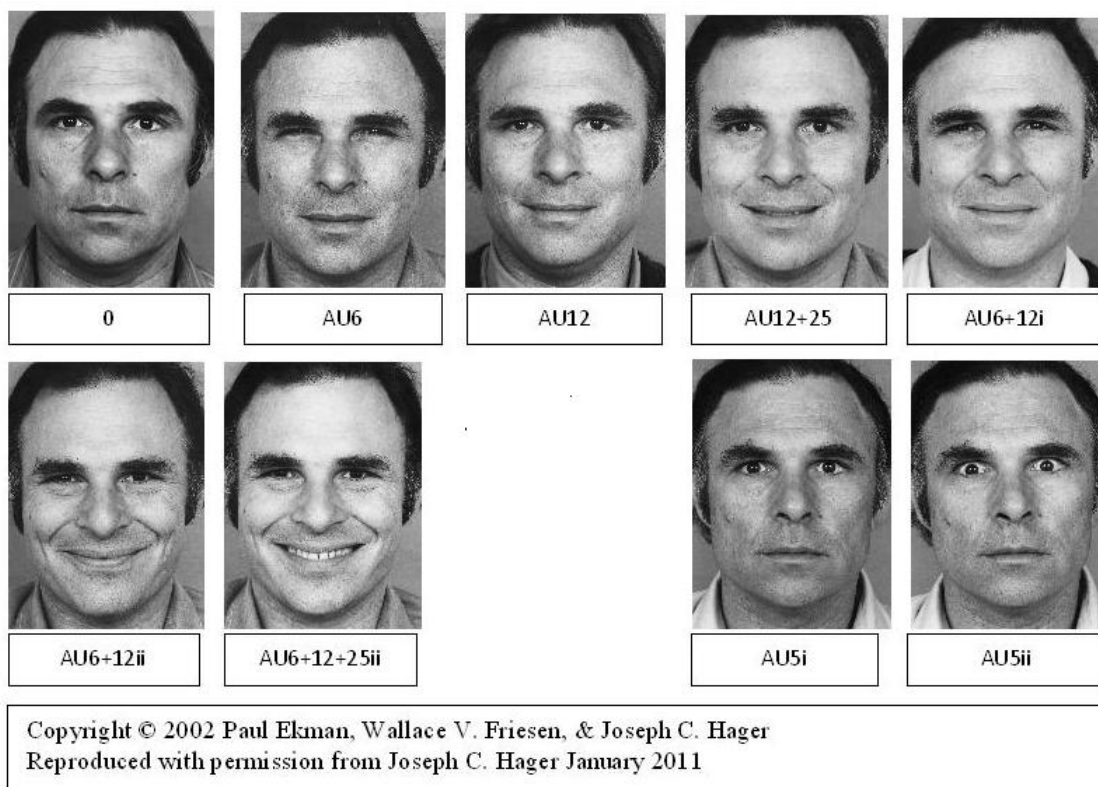 0
AU6
AU12
AU12+25
AU6+12i
AU6+12ii
AU6+12+25ii
AU5i
AU5ii
Copyright © 2002 Paul Ekman, Wallace V. Friesen, & Joseph C. Hager
Reproduced with permission from Joseph C. Hager January 2011